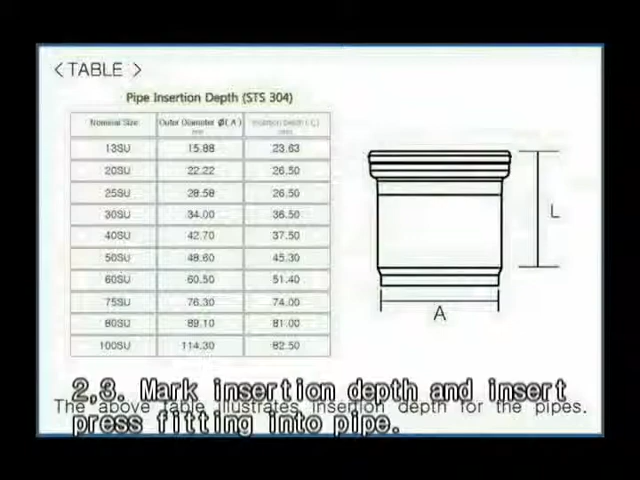 <TABLE>
Pipe Insertion Depth (STS 304)
Nominal Size Outer Diameter Ø(A) mm Insertion Depth (L) mm
13SU 15.88 23.63
20SU 22.22 26.50
25SU 28.58 26.50
30SU 34.00 36.50
40SU 42.70 37.50
50SU 48.60 45.30
60SU 60.50 51.40
75SU 76.30 74.00
80SU 89.10 81.00
100SU 114.30 82.50
L
A
2,3. Mark insertion depth and insert
The above table illustrates insertion depth for the pipes.
press fitting into pipe.